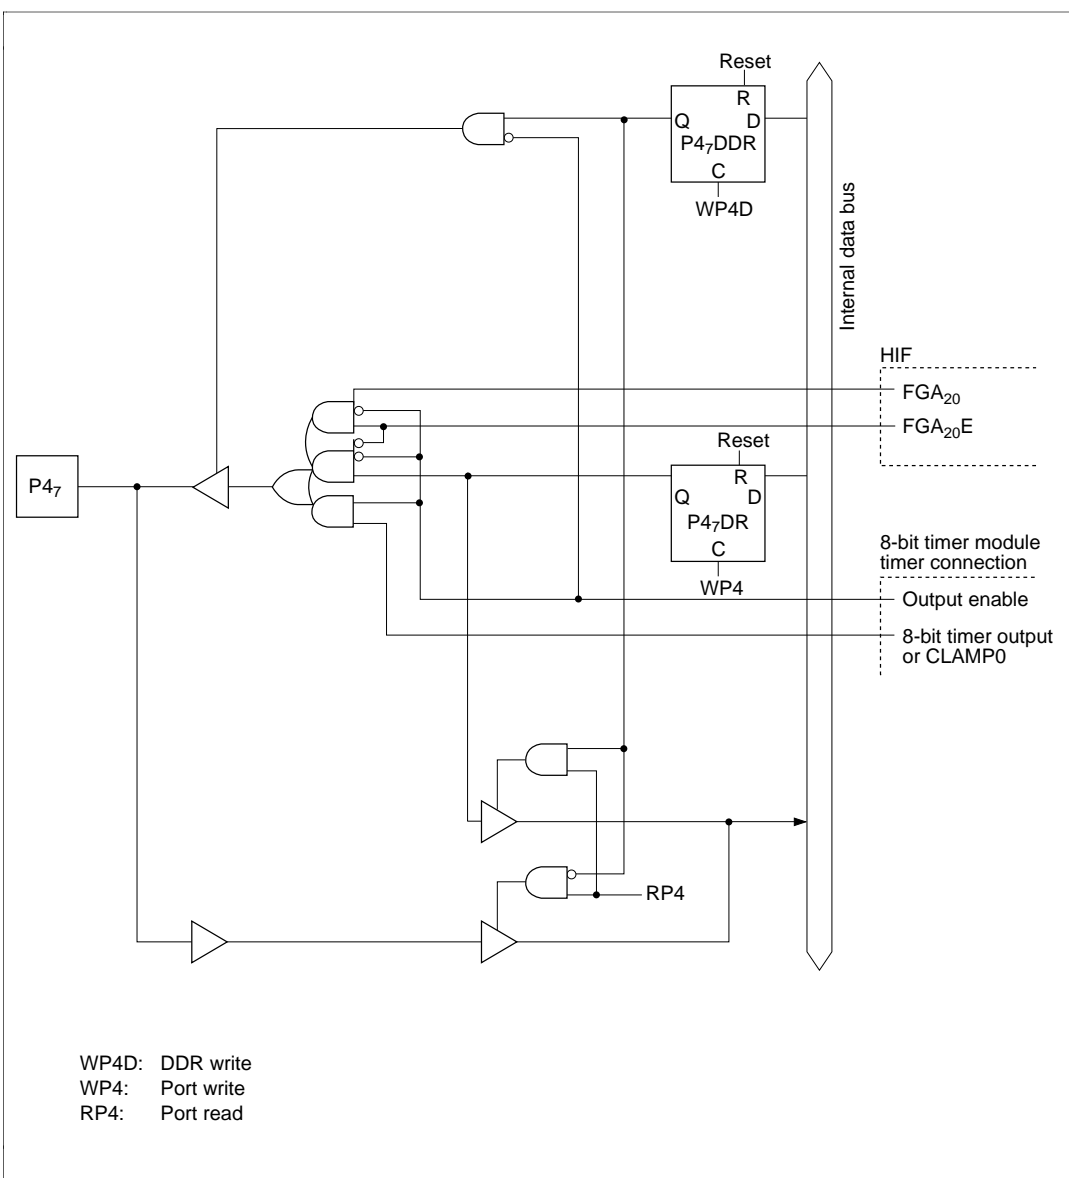 Reset
R
Q D
P4₇DDR
C
WP4D
Internal data bus
HIF
FGA₂₀
FGA₂₀E
Reset
R
Q D
P4₇DR
C
WP4
P4₇
8-bit timer module
timer connection
Output enable
8-bit timer output
or CLAMP0
RP4
WP4D: DDR write
WP4: Port write
RP4: Port read